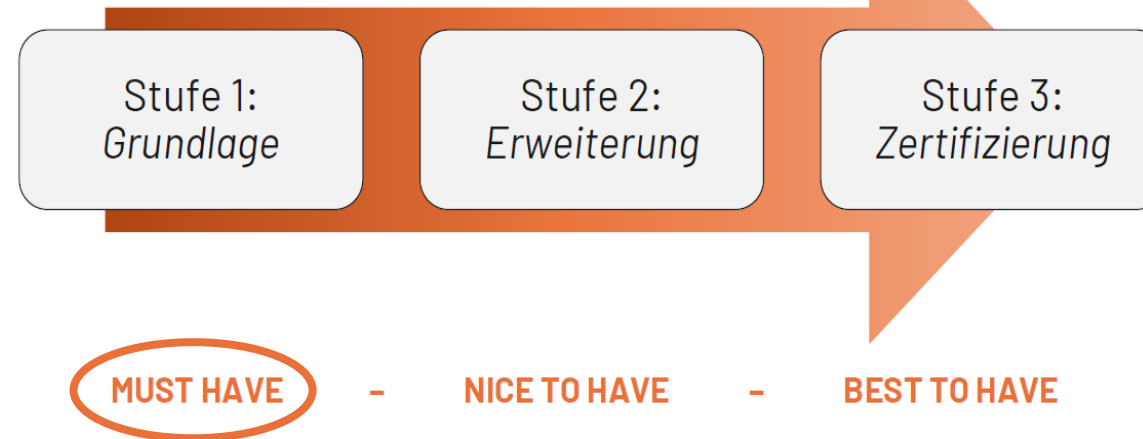 Stufe 1:
Grundlage
Stufe 2:
Erweiterung
Stufe 3:
Zertifizierung
MUST HAVE - NICE TO HAVE - BEST TO HAVE